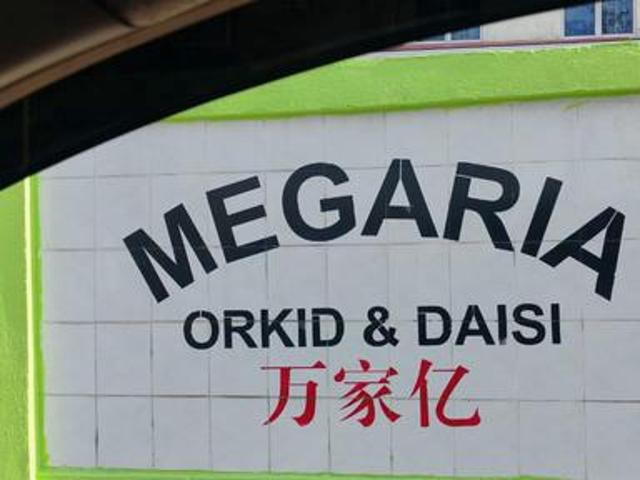 MEGARIA
ORKID & DAISI
万家亿